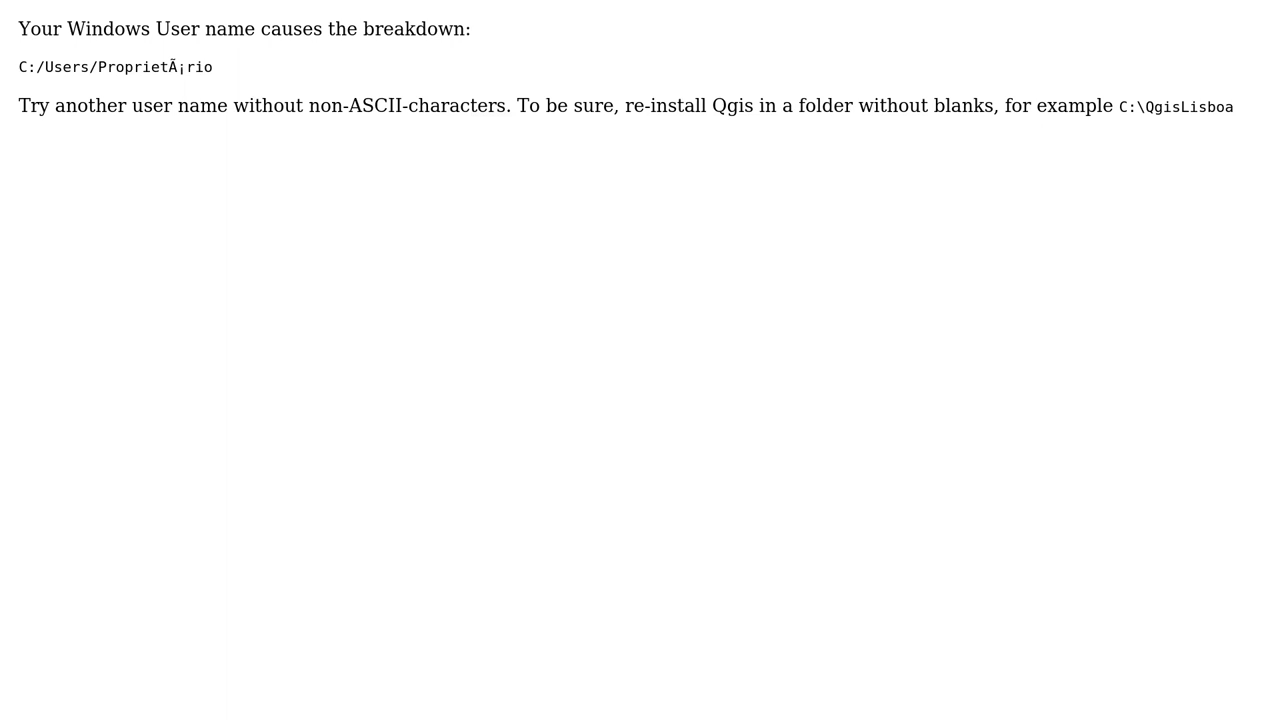 Your Windows User name causes the breakdown:
C:/Users/ProprietÃ¡rio
Try another user name without non-ASCII-characters. To be sure, re-install Qgis in a folder without blanks, for example C:\QgisLisboa